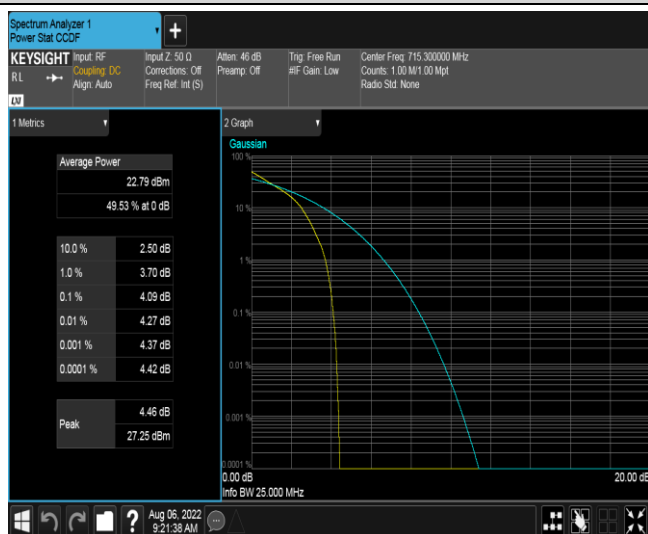 Spectrum Analyzer 1
Power Stat CCDF
+
KEYSIGHT
RL
LXI
Input: RF
Coupling: DC
Align: Auto
Input Z: 50 Ω
Corrections: Off
Freq Ref: Int (S)
Atten: 46 dB
Preamp: Off
Trig: Free Run
#IF Gain: Low
Center Freq: 715.300000 MHz
Counts: 1.00 M/1.00 Mpt
Radio Std: None
1 Metrics
Average Power
22.79 dBm
49.53 % at 0 dB
10.0 % 2.50 dB
1.0 % 3.70 dB
0.1 % 4.09 dB
0.01 % 4.27 dB
0.001 % 4.37 dB
0.0001 % 4.42 dB
Peak
4.46 dB
27.25 dBm
2 Graph
Gaussian
100 %
10 %
1 %
0.1 %
0.01 %
0.001 %
0.0001 %
0.00 dB
20.00 dB
Info BW 25.000 MHz
?
Aug 06, 2022
9:21:38 AM